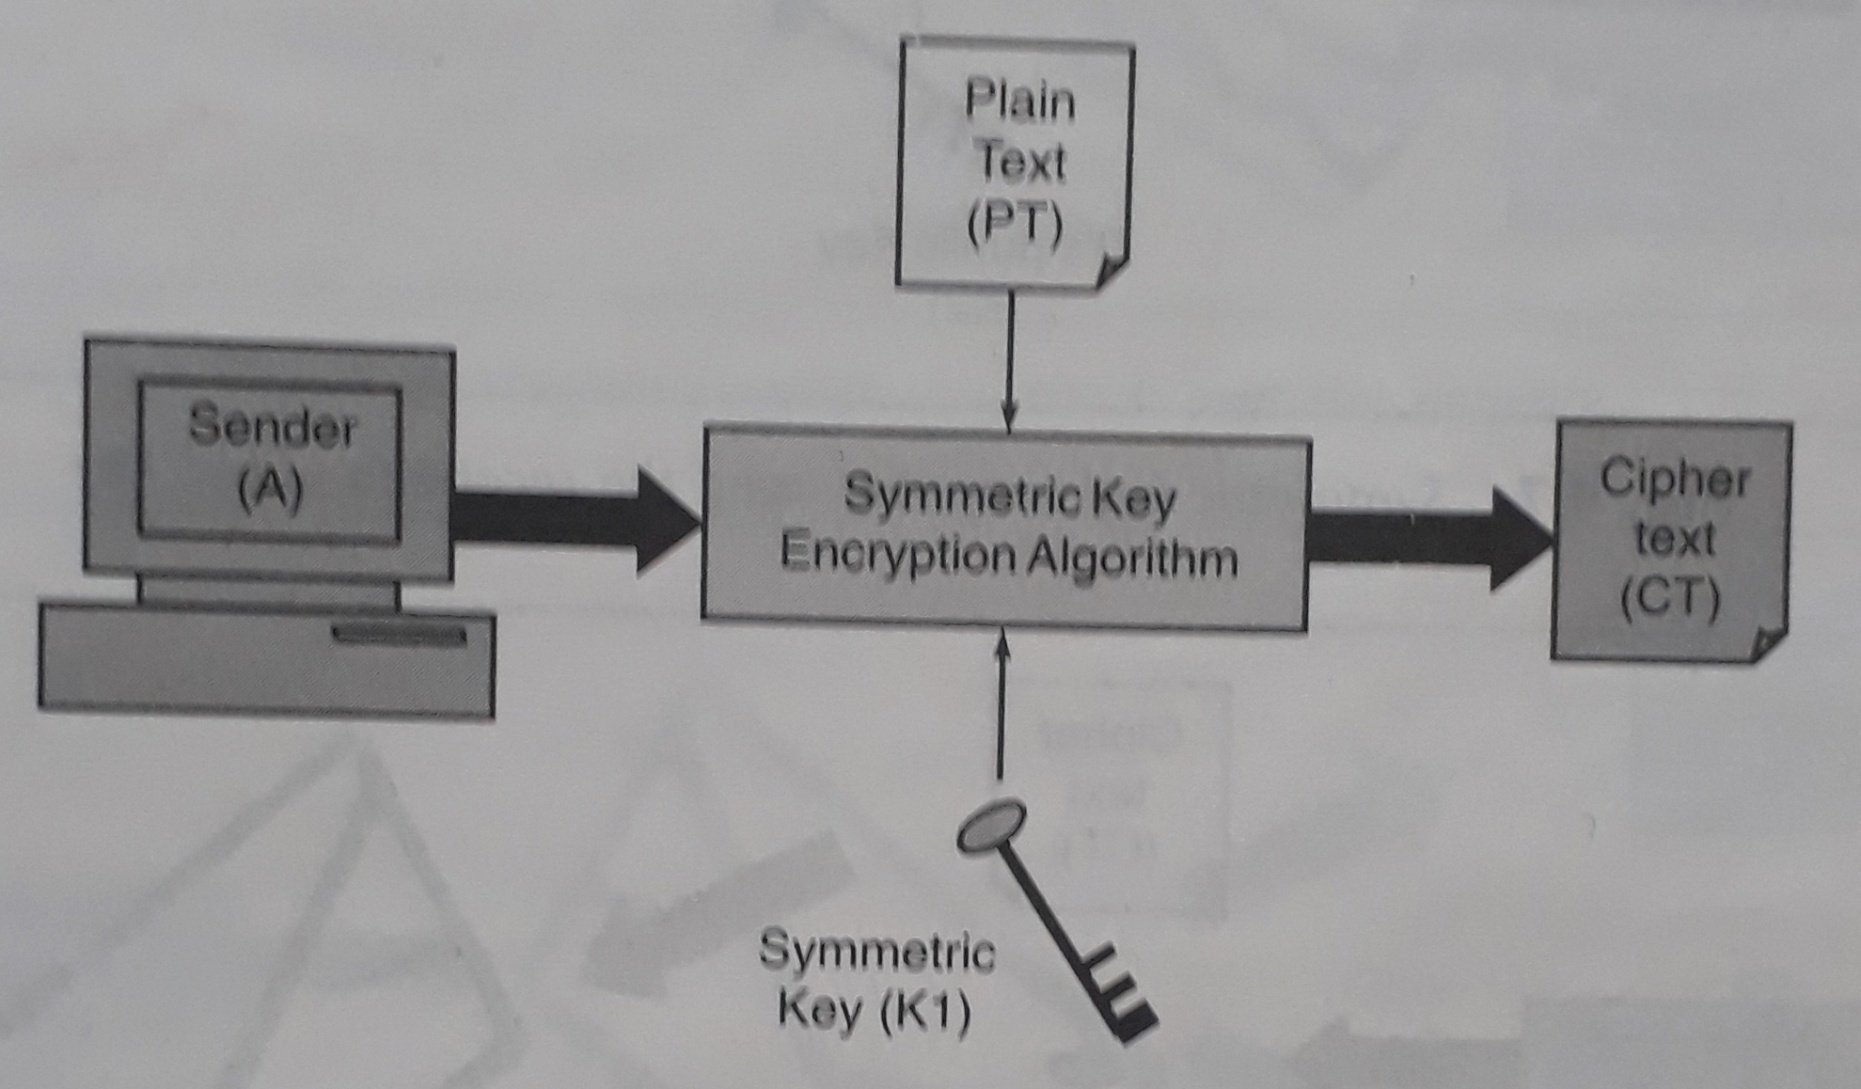 Plain
Text
(PT)
Sender
(A)
Symmetric Key
Encryption Algorithm
Cipher
text
(CT)
Symmetric
Key (K1)